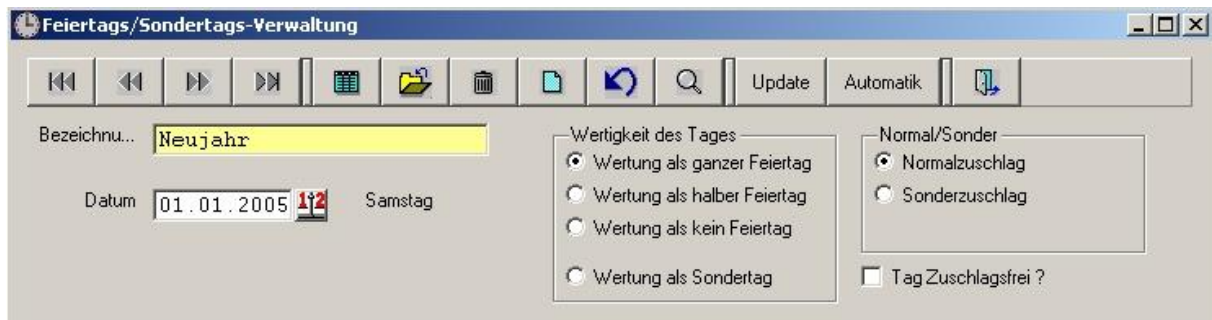 Feiertags/Sondertags-Verwaltung
Update Automatik
Bezeichnu... Neujahr
Datum 01.01.2005 12 Samstag
Wertigkeit des Tages
Wertung als ganzer Feiertag
Wertung als halber Feiertag
Wertung als kein Feiertag
Wertung als Sondertag
Normal/Sonder
Normalzuschlag
Sonderzuschlag
Tag Zuschlagsfrei ?